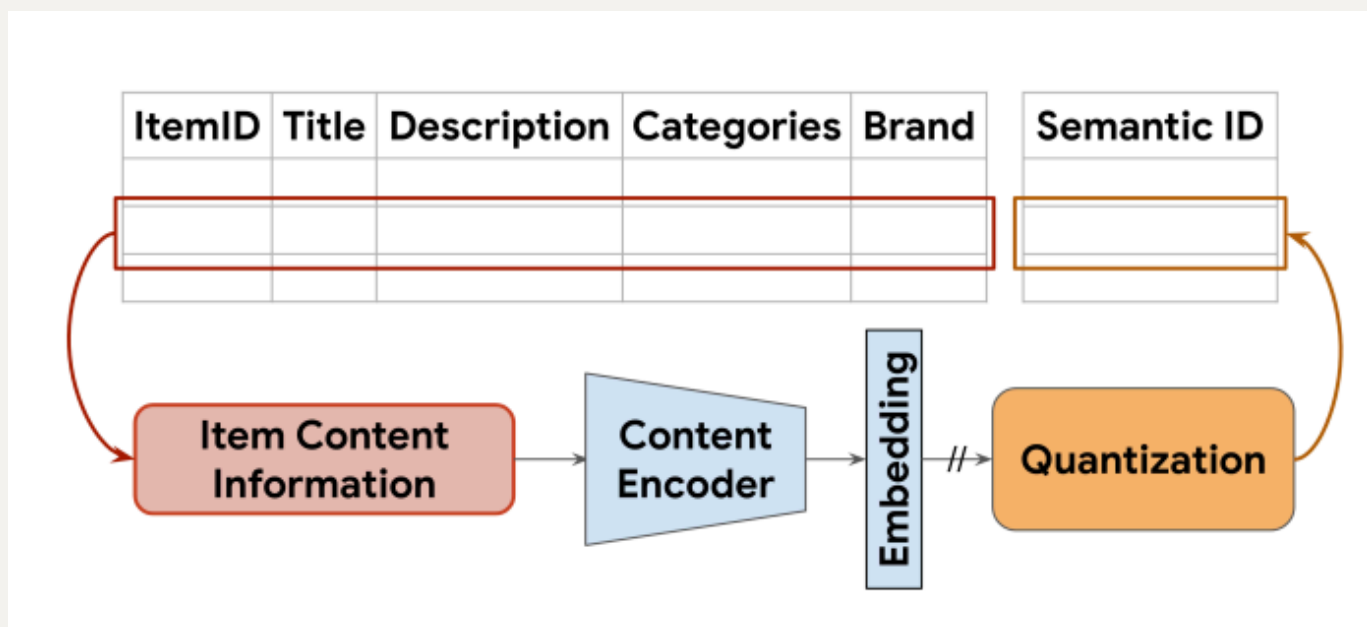 ItemID Title Description Categories Brand Semantic ID
Item Content
Information
Content
Encoder
Embedding
//
Quantization